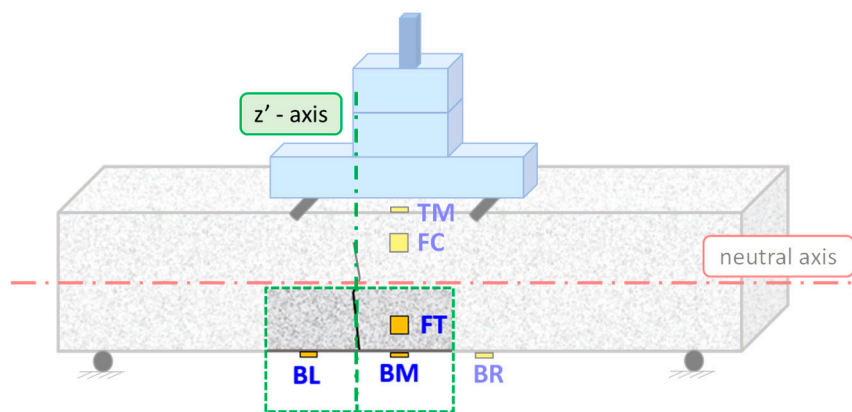 z’ - axis
TM
FC
neutral axis
FT
BL
BM
BR